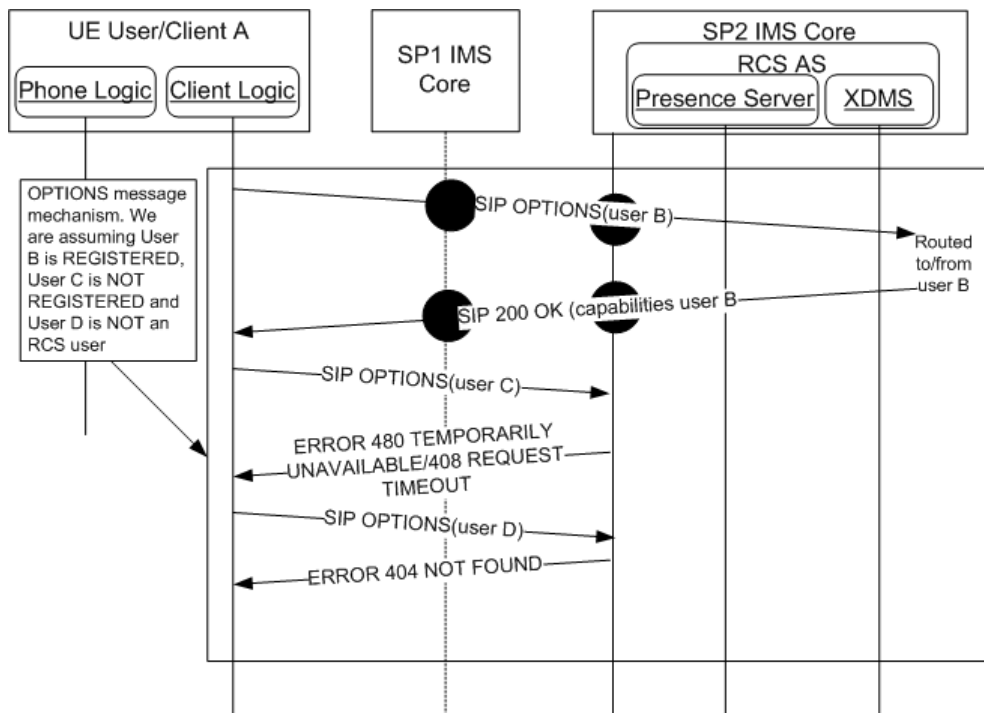 UE User/Client A
Phone Logic
Client Logic
SP1 IMS
Core
SP2 IMS Core
RCS AS
Presence Server
XDMS
OPTIONS message
mechanism. We
are assuming User
B is REGISTERED,
User C is NOT
REGISTERED and
User D is NOT an
RCS user
SIP OPTIONS(user B)
Routed
to/from
user B
SIP 200 OK (capabilities user B
SIP OPTIONS(user C)
ERROR 480 TEMPORARILY
UNAVAILABLE/408 REQUEST
TIMEOUT
SIP OPTIONS(user D)
ERROR 404 NOT FOUND